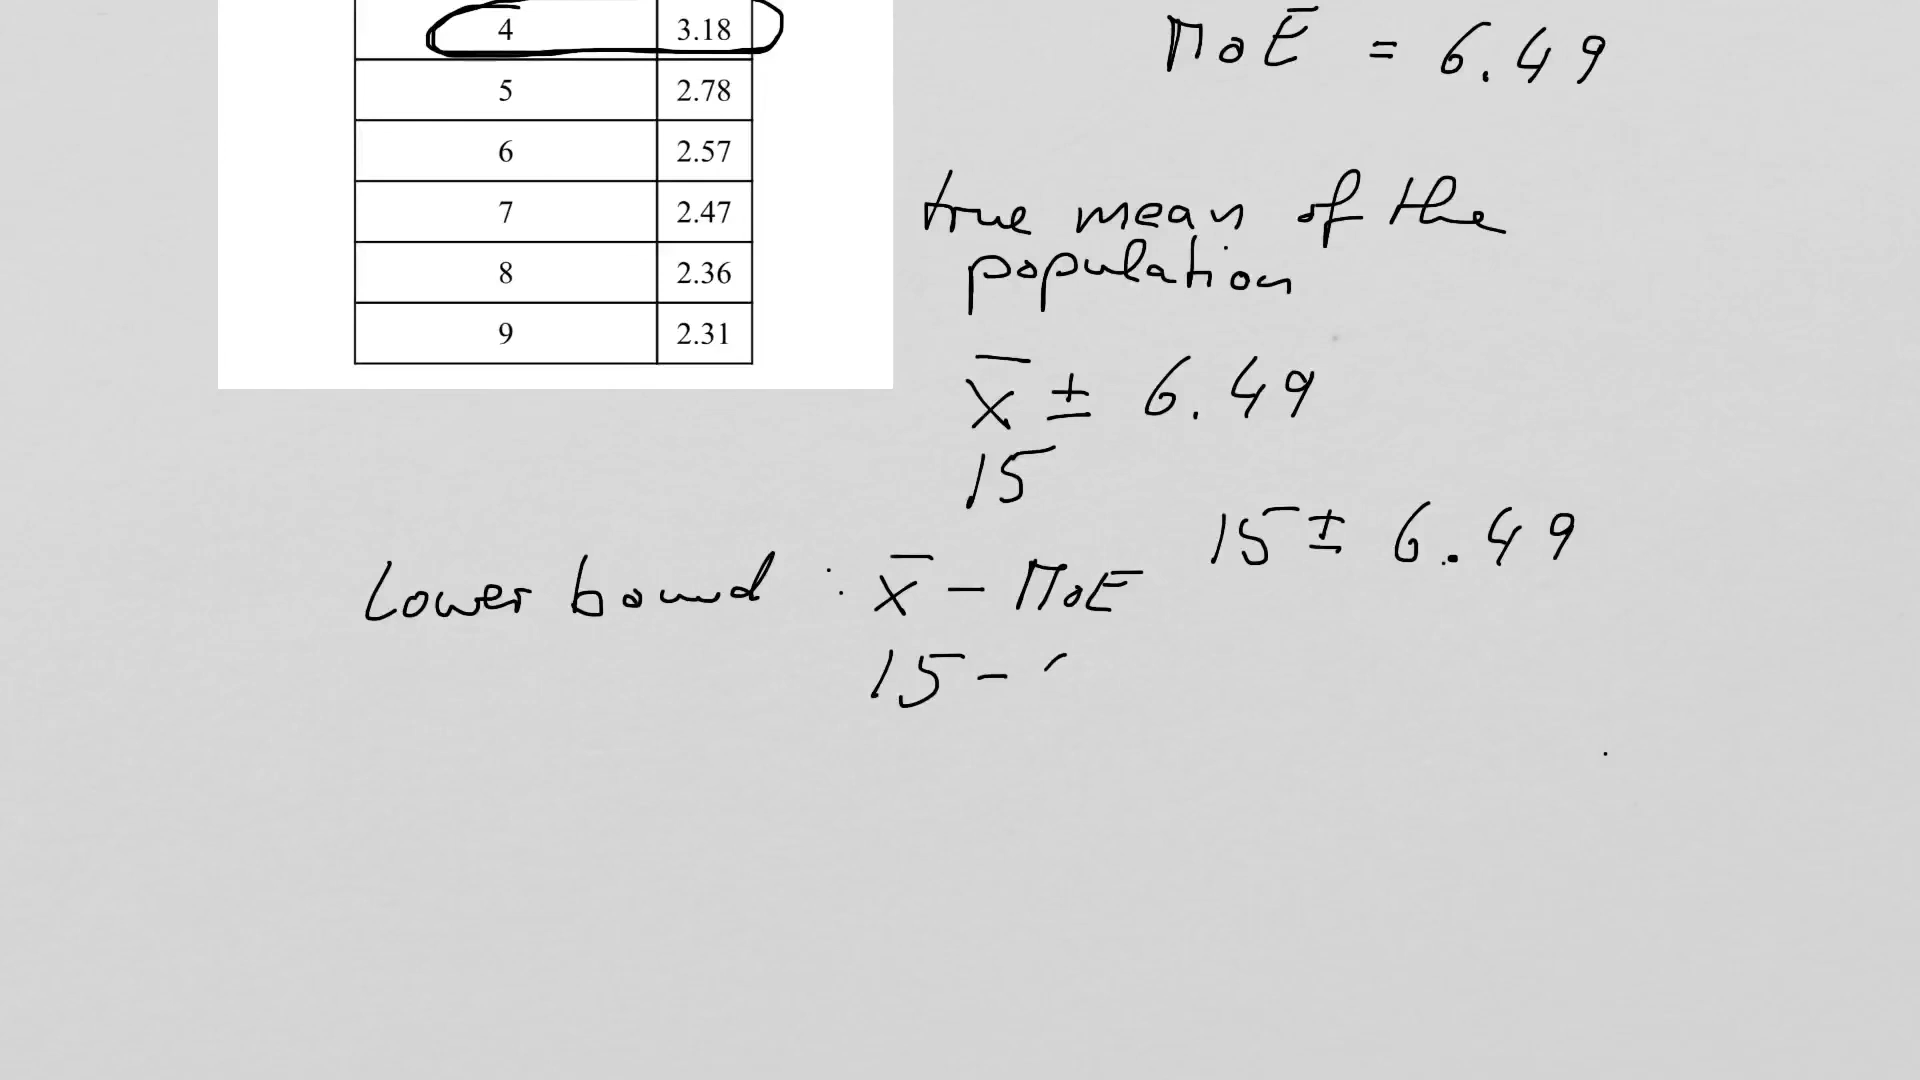 4 3.18
5 2.78
6 2.57
7 2.47
8 2.36
9 2.31
MoE = 6.49
true mean of the
population
x̄ ± 6.49
15
15 ± 6.49
Lower bound : x̄ - MoE
15 -